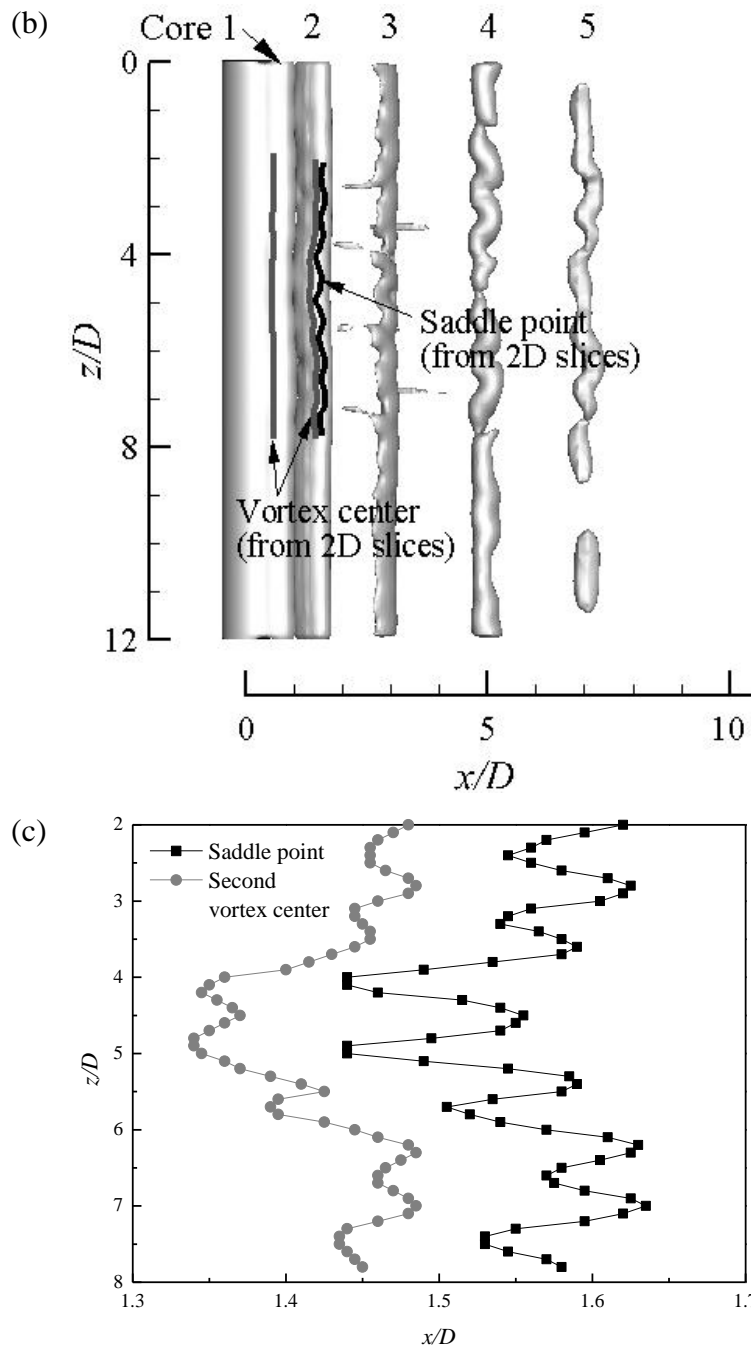 (b)
Core 1 2 3 4 5
0
4
8
12
z/D
Saddle point
(from 2D slices)
Vortex center
(from 2D slices)
0 5 10
x/D
(c)
2
3
4
5
6
7
8
z/D
Saddle point
Second
vortex center
1.3 1.4 1.5 1.6 1.7
x/D